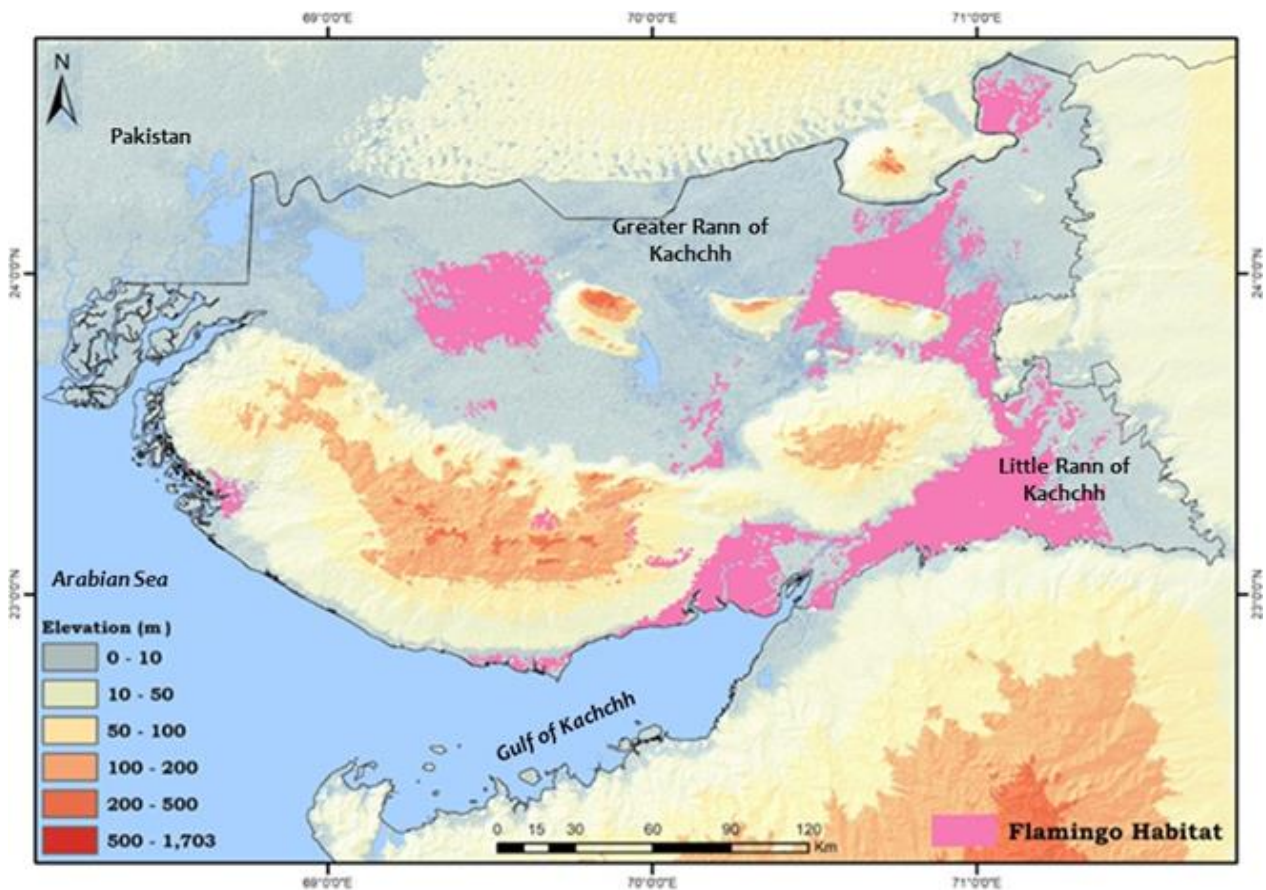 69°0'0"E 70°0'0"E 71°0'0"E
N
Pakistan
Greater Rann of
Kachchh
24°0'0"N 24°0'0"N
Little Rann of
Kachchh
Arabian Sea
23°0'0"N 23°0'0"N
Elevation (m )
0 - 10
10 - 50
50 - 100
100 - 200
200 - 500
500 - 1,703
Gulf of Kachchh
0 15 30 60 90 120
Km
Flamingo Habitat
69°0'0"E 70°0'0"E 71°0'0"E